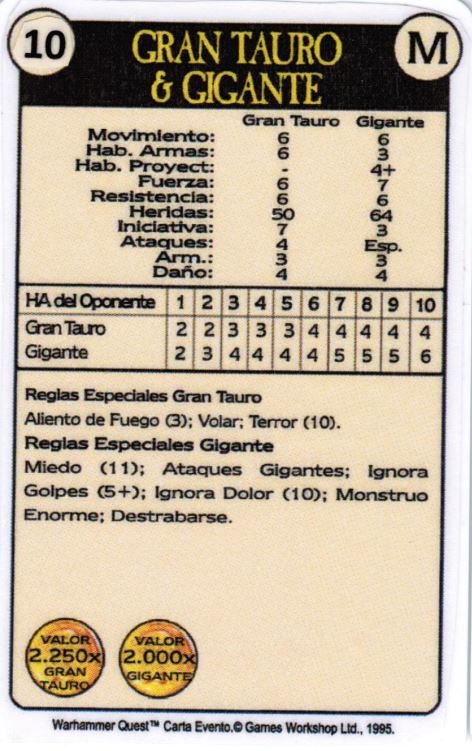 10
GRAN TAURO
& GIGANTE
M
Gran Tauro Gigante
Movimiento: 6 6
Hab. Armas: 6 3
Hab. Proyect: - 4+
Fuerza: 6 7
Resistencia: 6 6
Heridas: 50 64
Iniciativa: 7 3
Ataques: 4 Esp.
Arm.: 3 3
Daño: 4 4
HA del Oponente 1 2 3 4 5 6 7 8 9 10
Gran Tauro 2 2 3 3 3 4 4 4 4 4
Gigante 2 3 4 4 4 4 5 5 5 6
Reglas Especiales Gran Tauro
Aliento de Fuego (3); Volar; Terror (10).
Reglas Especiales Gigante
Miedo (11); Ataques Gigantes; Ignora
Golpes (5+); Ignora Dolor (10); Monstruo
Enorme; Destrabarse.
VALOR
2.250x
GRAN
TAURO
VALOR
2.000x
GIGANTE
Warhammer Quest™ Carta Evento.© Games Workshop Ltd., 1995.